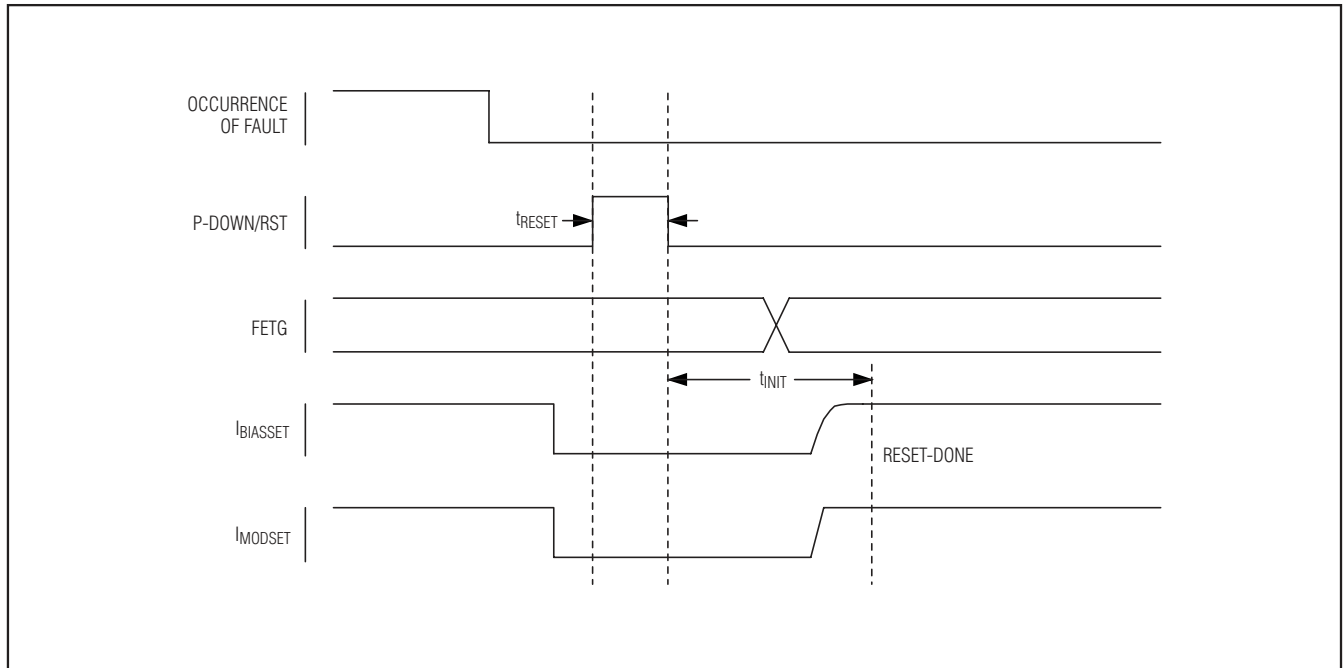 OCCURRENCE
OF FAULT
P-DOWN/RST
tRESET
FETG
tINIT
IBIASSET
RESET-DONE
IMODSET